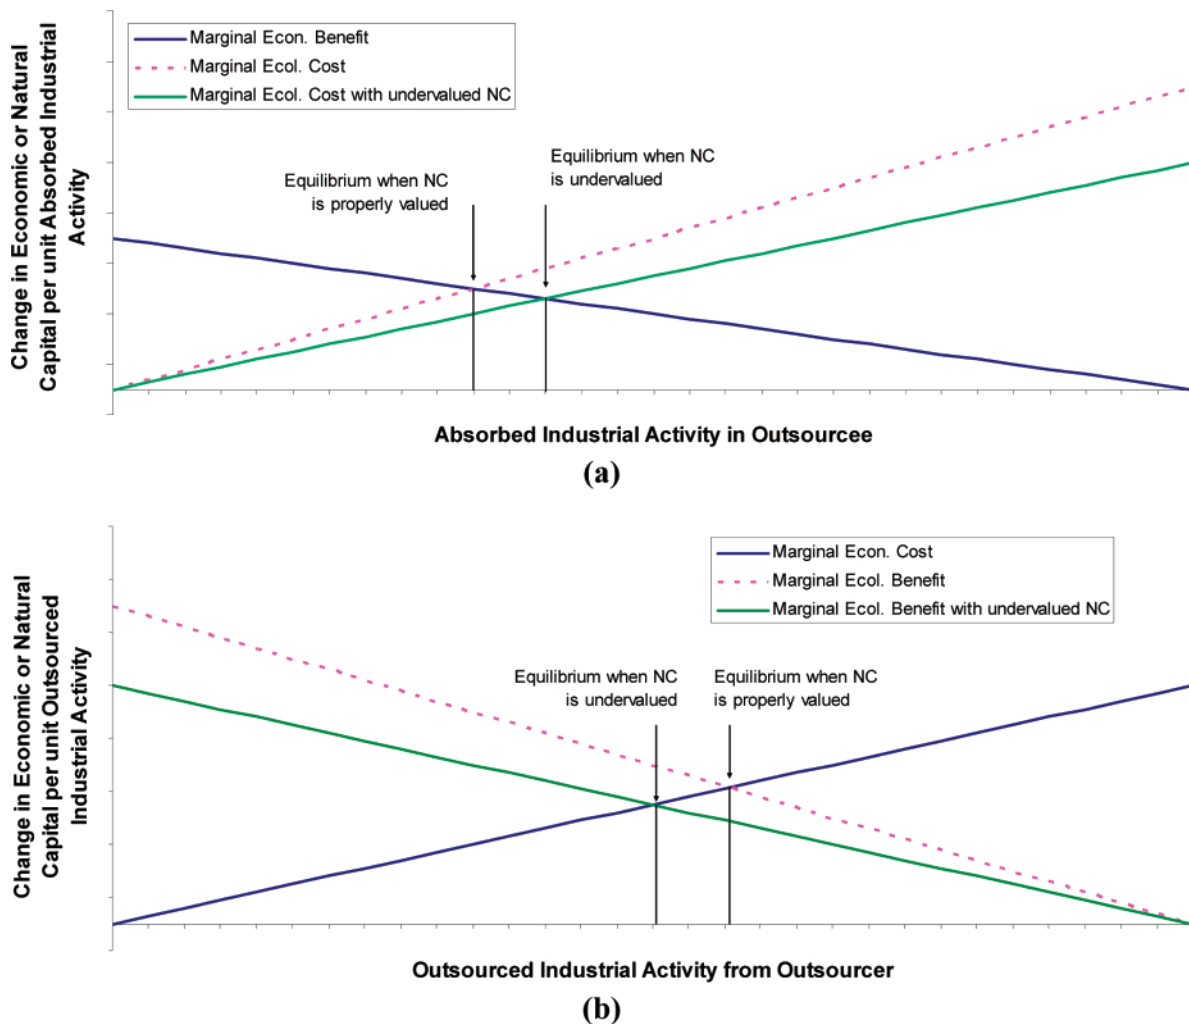 Marginal Econ. Benefit
Marginal Ecol. Cost
Marginal Ecol. Cost with undervalued NC
Change in Economic or Natural
Capital per unit Absorbed Industrial
Activity
Equilibrium when NC
is properly valued
Equilibrium when NC
is undervalued
Absorbed Industrial Activity in Outsourcee
(a)
Marginal Econ. Cost
Marginal Ecol. Benefit
Marginal Ecol. Benefit with undervalued NC
Change in Economic or Natural
Capital per unit Outsourced
Industrial Activity
Equilibrium when NC
is undervalued
Equilibrium when NC
is properly valued
Outsourced Industrial Activity from Outsourcer
(b)